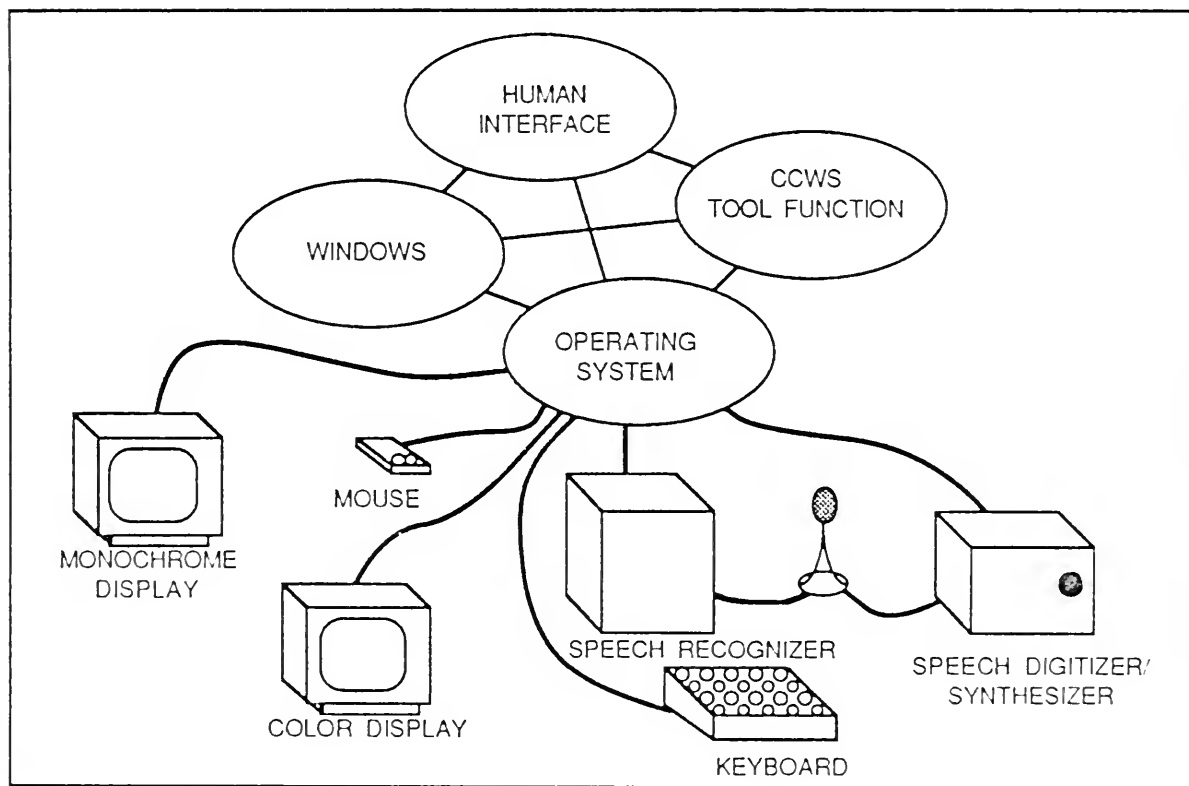 HUMAN
INTERFACE
CCWS
TOOL FUNCTION
WINDOWS
OPERATING
SYSTEM
MOUSE
MONOCHROME
DISPLAY
SPEECH RECOGNIZER
SPEECH DIGITIZER/
SYNTHESIZER
COLOR DISPLAY
KEYBOARD